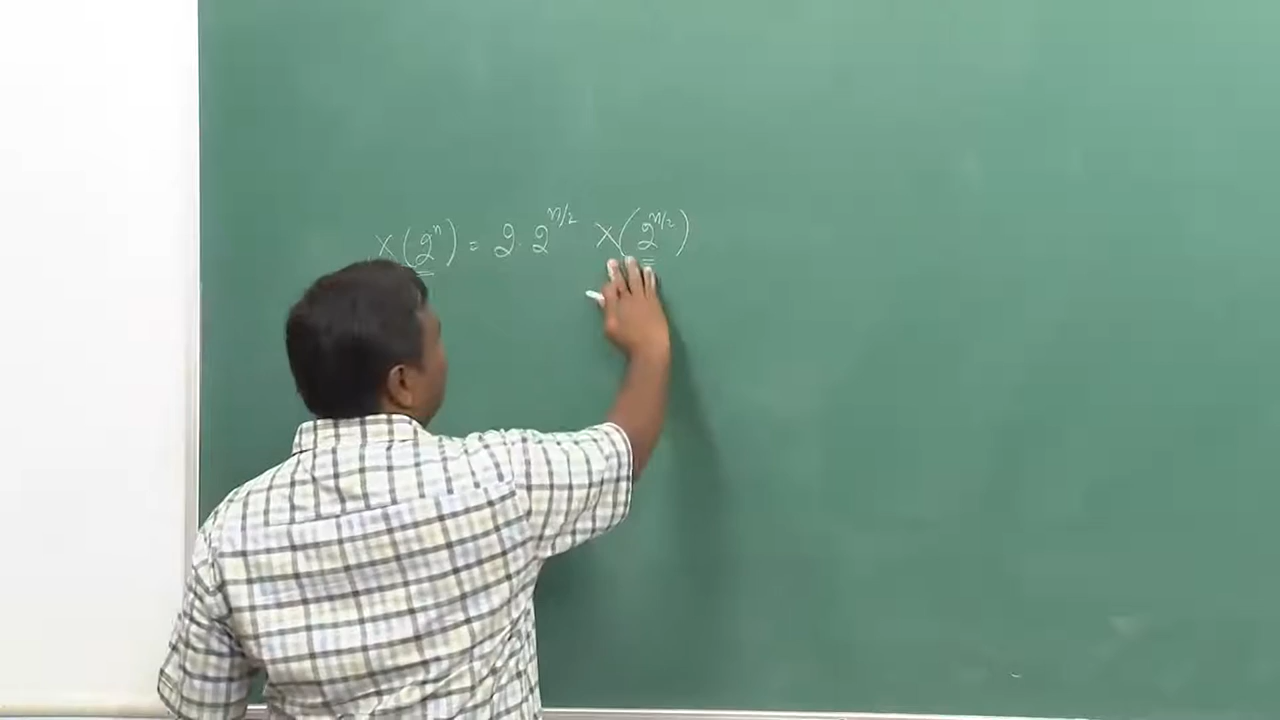 X(2^n) = 2 · 2^{n/2} X(2^{n/2})